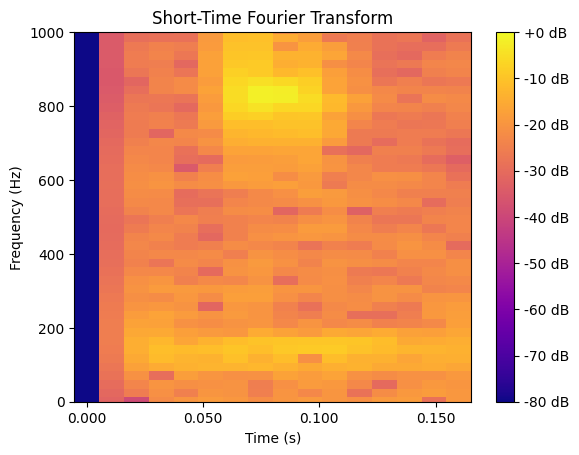 Short-Time Fourier Transform
1000
800
600
400
200
0
Frequency (Hz)
0.000
0.050
0.100
0.150
Time (s)
+0 dB
-10 dB
-20 dB
-30 dB
-40 dB
-50 dB
-60 dB
-70 dB
-80 dB